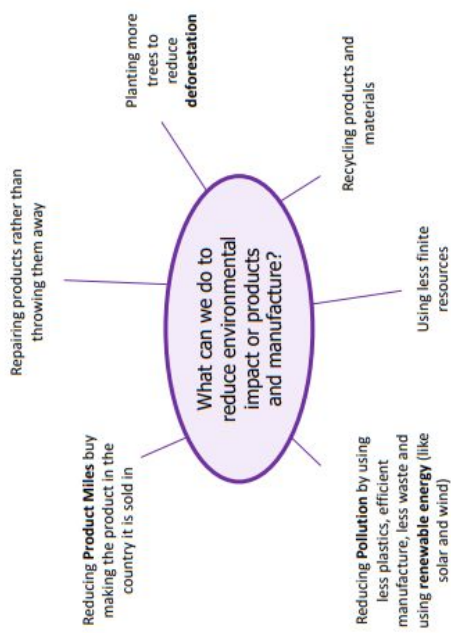 Repairing products rather than
throwing them away
Planting more
trees to
reduce
deforestation
Reducing Product Miles buy
making the product in the
country it is sold in
What can we do to
reduce environmental
impact or products
and manufacture?
Recycling products and
materials
Reducing Pollution by using
less plastics, efficient
manufacture, less waste and
using renewable energy (like
solar and wind)
Using less finite
resources